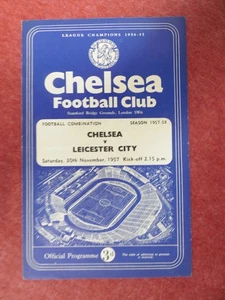 LEAGUE CHAMPIONS 1954-55
Chelsea
Football Club
Stamford Bridge Grounds, London SW6
FOOTBALL COMBINATION SEASON 1957-58
CHELSEA
v
LEICESTER CITY
Saturday, 30th November, 1957 Kick-off 2.15 p.m.
Official Programme 3d